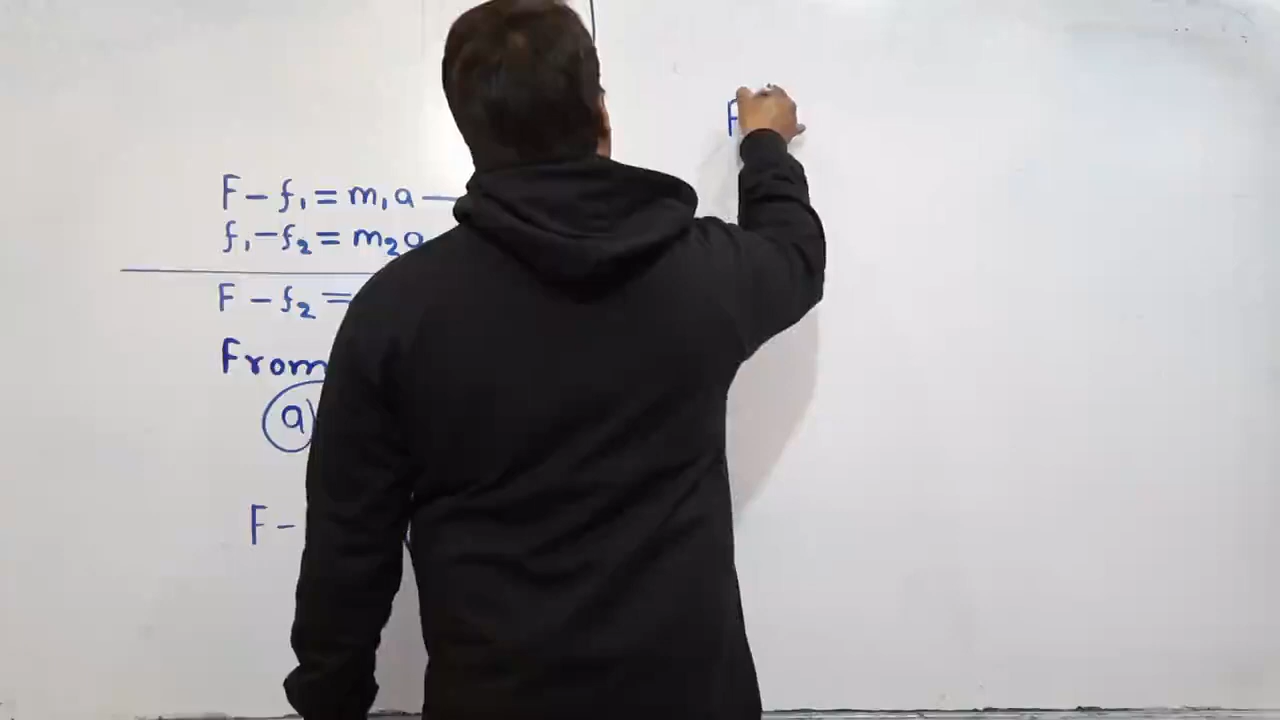 F - f₁ = m₁a —
f₁ - f₂ = m₂a
F - f₂ =
From
a
F -
F